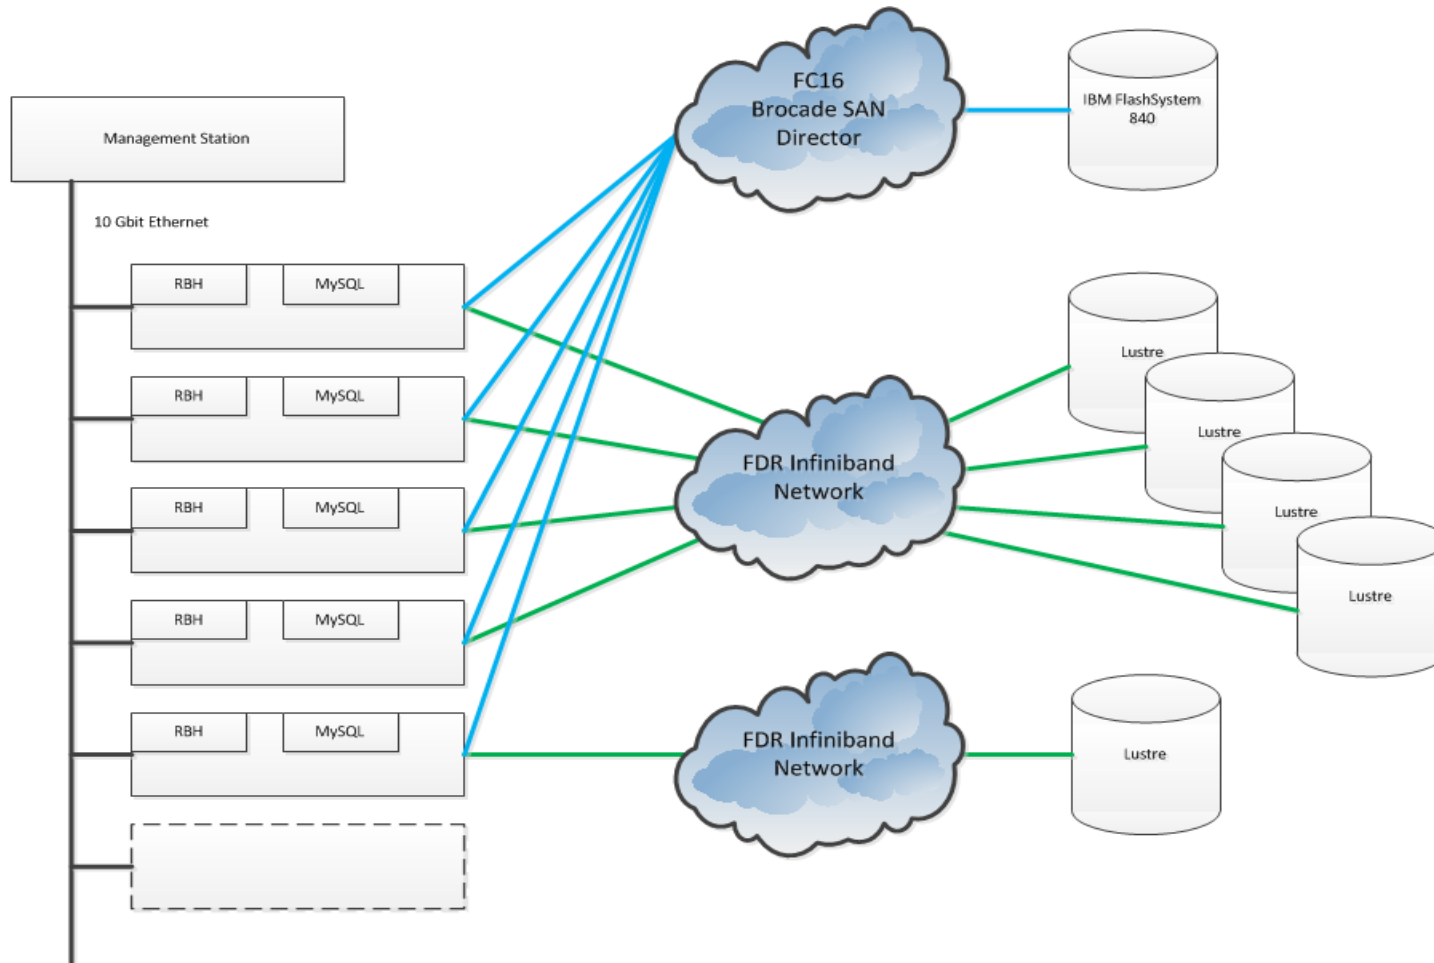 FC16
Brocade SAN
Director
IBM FlashSystem
840
Management Station
10 Gbit Ethernet
RBH
MySQL
Lustre
RBH
MySQL
Lustre
FDR Infiniband
Network
RBH
MySQL
Lustre
Lustre
RBH
MySQL
RBH
MySQL
FDR Infiniband
Network
Lustre